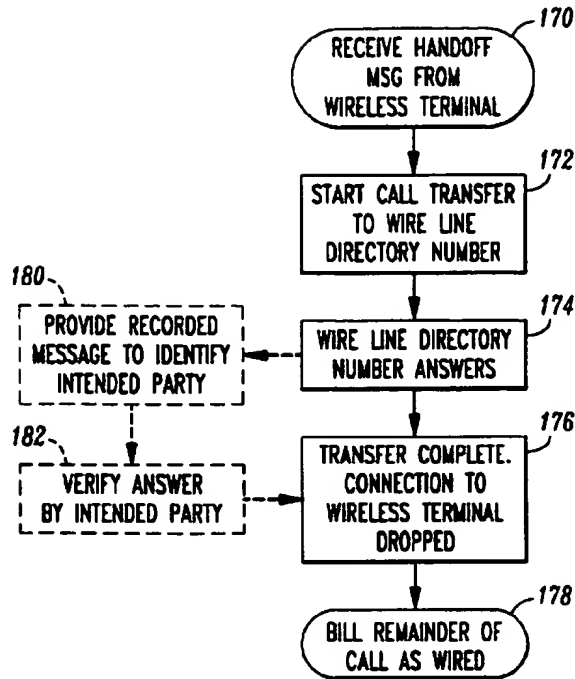 170
RECEIVE HANDOFF
MSG FROM
WIRELESS TERMINAL
172
START CALL TRANSFER
TO WIRE LINE
DIRECTORY NUMBER
180
PROVIDE RECORDED
MESSAGE TO IDENTIFY
INTENDED PARTY
174
WIRE LINE DIRECTORY
NUMBER ANSWERS
182
VERIFY ANSWER
BY INTENDED PARTY
176
TRANSFER COMPLETE.
CONNECTION TO
WIRELESS TERMINAL
DROPPED
178
BILL REMAINDER OF
CALL AS WIRED